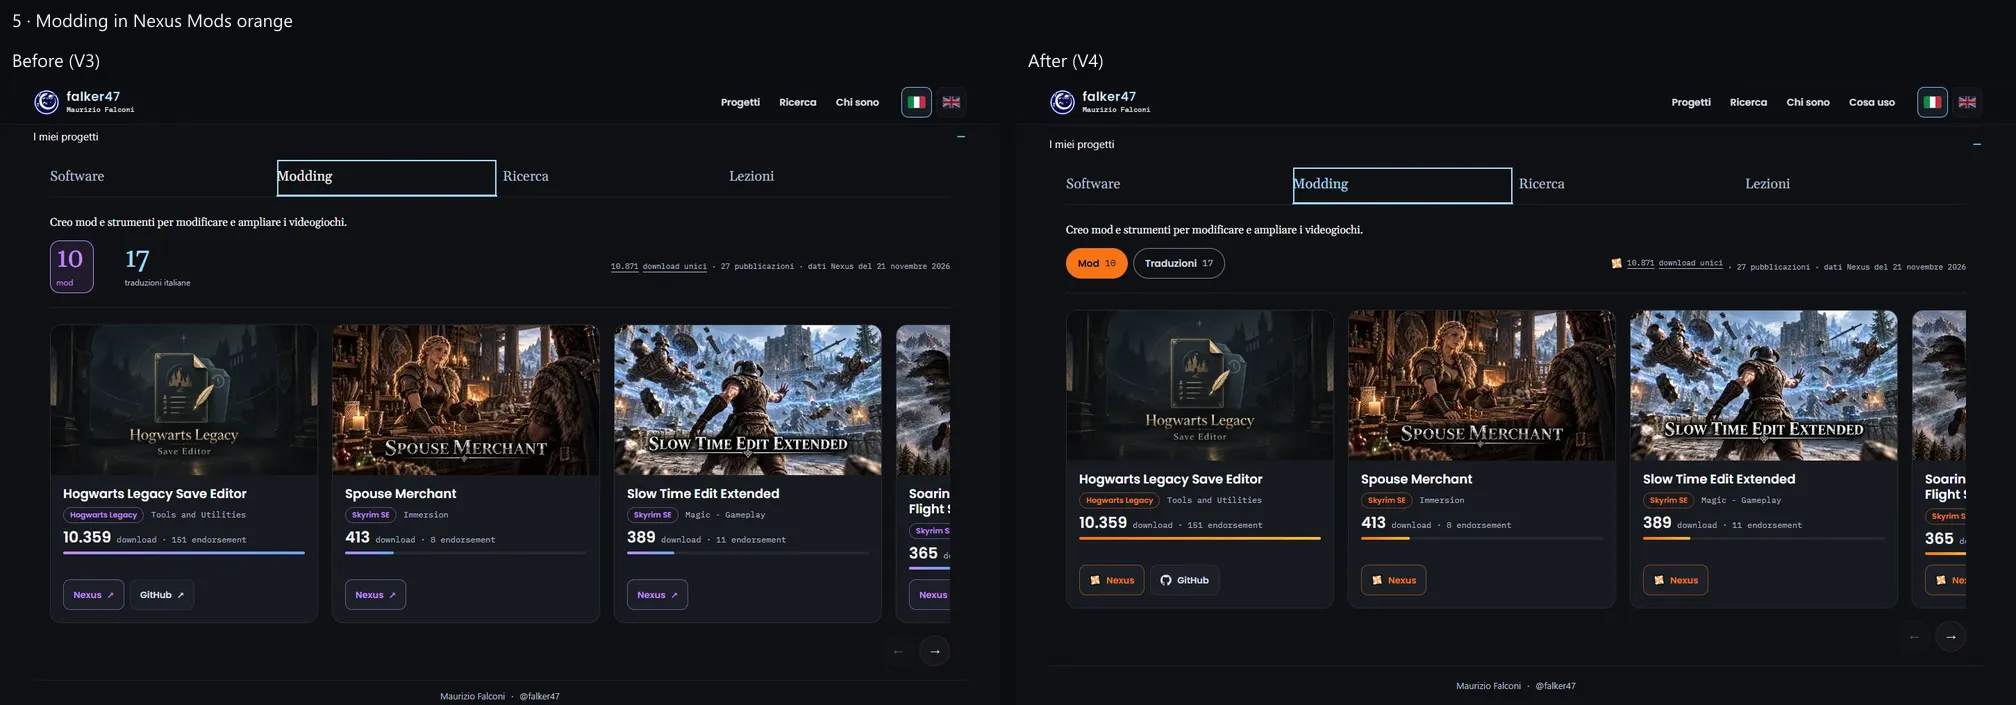 5 · Modding in Nexus Mods orange
Before (V3)
falker47
Maurizio Falconi
Progetti Ricerca Chi sono
I miei progetti
Software Modding Ricerca Lezioni
Creo mod e strumenti per modificare e ampliare i videogiochi.
10
mod
17
traduzioni italiane
10.871 download unici · 27 pubblicazioni · dati Nexus del 21 novembre 2026
Hogwarts Legacy
Save Editor
Hogwarts Legacy Save Editor
Hogwarts Legacy Tools and Utilities
10.359 download · 151 endorsement
Nexus ↗ GitHub ↗
SPOUSE MERCHANT
Spouse Merchant
Skyrim SE Immersion
413 download · 8 endorsement
Nexus ↗
SLOW TIME EDIT EXTENDED
Slow Time Edit Extended
Skyrim SE Magic - Gameplay
389 download · 11 endorsement
Nexus ↗
Soarin
Flight S
Skyrim S
365 do
Nexus
← →
Maurizio Falconi · @falker47
After (V4)
falker47
Maurizio Falconi
Progetti Ricerca Chi sono Cosa uso
I miei progetti
Software Modding Ricerca Lezioni
Creo mod e strumenti per modificare e ampliare i videogiochi.
Mod 10 Traduzioni 17
10.871 download unici · 27 pubblicazioni · dati Nexus del 21 novembre 2026
Hogwarts Legacy
Save Editor
Hogwarts Legacy Save Editor
Hogwarts Legacy Tools and Utilities
10.359 download · 151 endorsement
Nexus GitHub
SPOUSE MERCHANT
Spouse Merchant
Skyrim SE Immersion
413 download · 8 endorsement
Nexus
SLOW TIME EDIT EXTENDED
Slow Time Edit Extended
Skyrim SE Magic - Gameplay
389 download · 11 endorsement
Nexus
Soarin
Flight S
Skyrim S
365 do
Nex
← →
Maurizio Falconi · @falker47